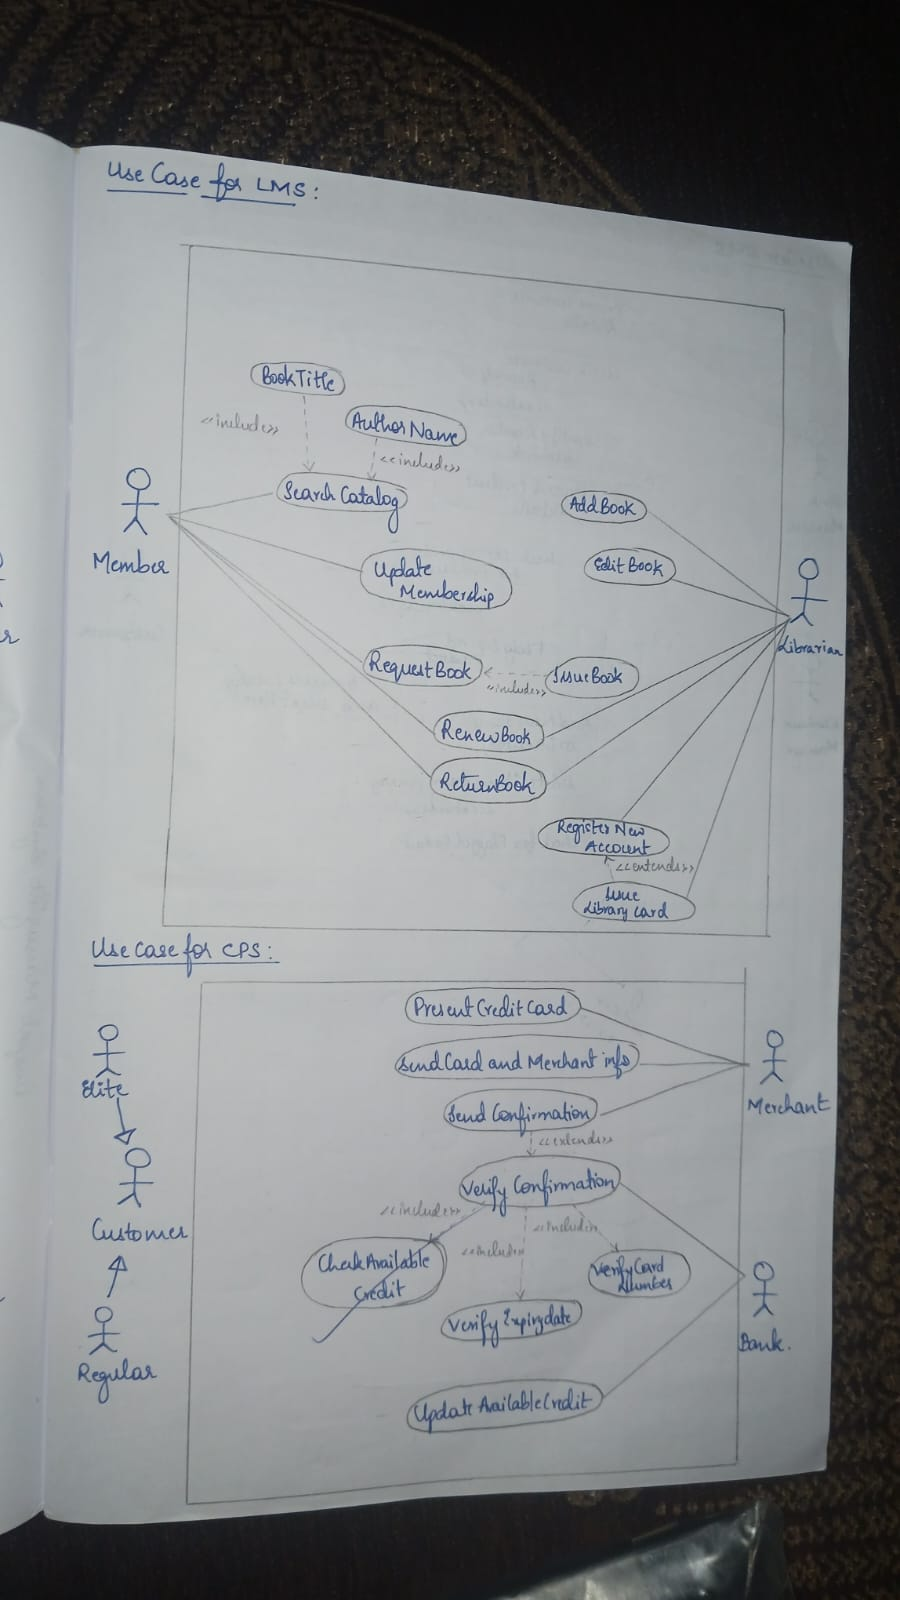 Use Case for LMS:
BookTitle
<<include>>
Author Name
<<include>>
Search Catalog
Add Book
Member
Edit Book
Update
Membership
Librarian
Request Book
Issue Book
<<include>>
Renew Book
Return Book
Register New
Account
<<entends>>
Issue
Library Card
Use Case for CPS:
Present Credit Card
Send Card and Merchant info
Elite
Merchant
Send Confirmation
<<extends>>
Verify Confirmation
<<include>>
Customer
<<include>>
<<include>>
Check Available
Credit
Verify Card
Number
Verify Expirydate
Bank.
Regular
Update Available Credit